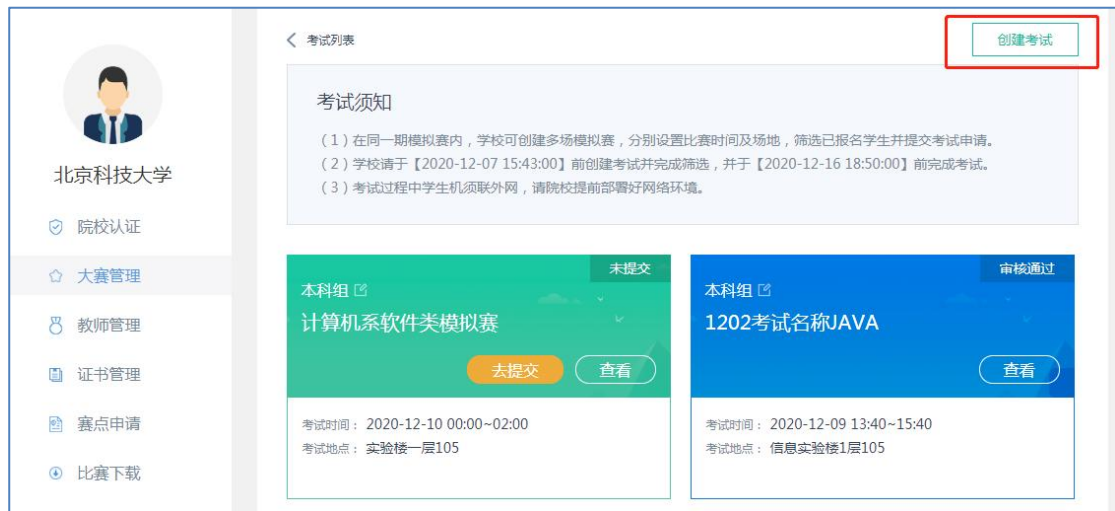 考试列表
创建考试
考试须知
（1）在同一期模拟赛内，学校可创建多场模拟赛，分别设置比赛时间及场地，筛选已报名学生并提交考试申请。
（2）学校请于【2020-12-07 15:43:00】前创建考试并完成筛选，并于【2020-12-16 18:50:00】前完成考试。
（3）考试过程中学生机须联外网，请院校提前部署好网络环境。
北京科技大学
院校认证
大赛管理
教师管理
证书管理
赛点申请
比赛下载
未提交
本科组
计算机系软件类模拟赛
去提交
查看
考试时间： 2020-12-10 00:00~02:00
考试地点： 实验楼一层105
审核通过
本科组
1202考试名称JAVA
查看
考试时间： 2020-12-09 13:40~15:40
考试地点： 信息实验楼1层105